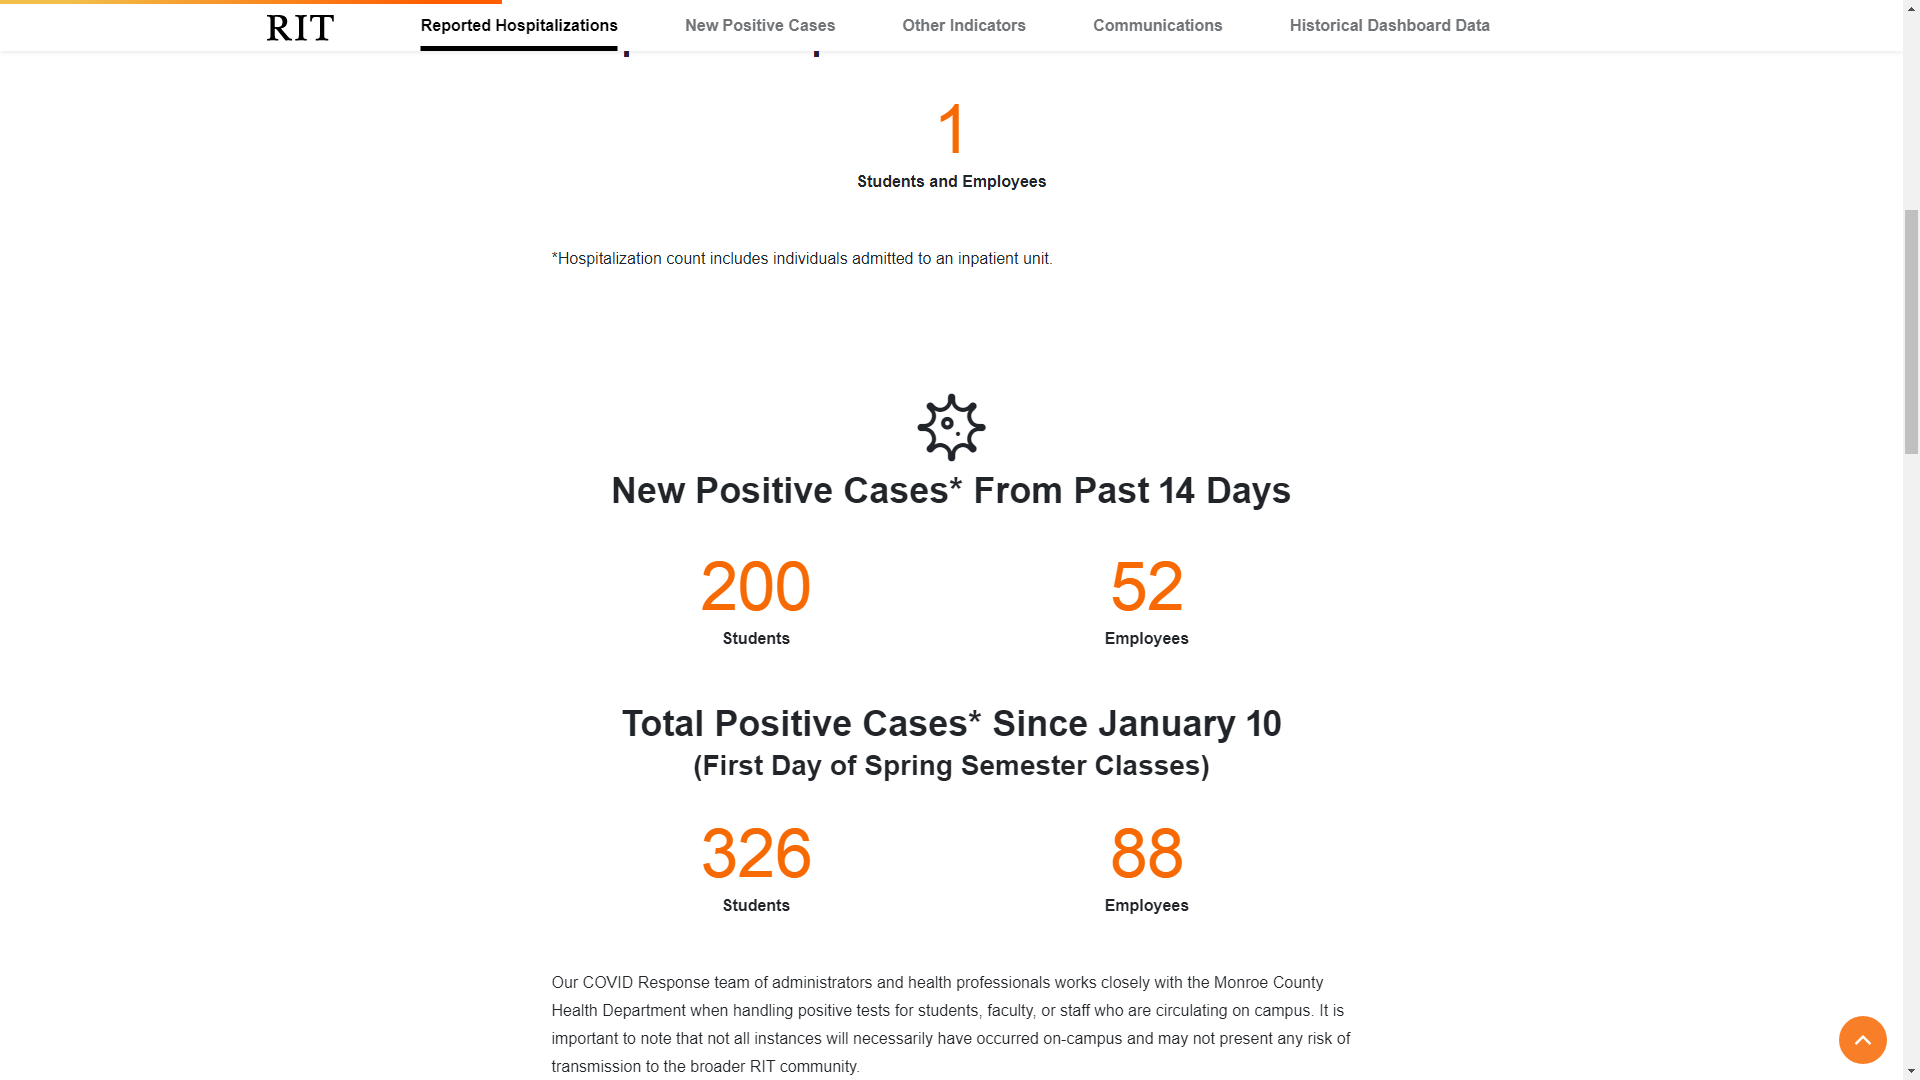 RIT
Reported Hospitalizations
New Positive Cases
Other Indicators
Communications
Historical Dashboard Data
1
Students and Employees
*Hospitalization count includes individuals admitted to an inpatient unit.
New Positive Cases* From Past 14 Days
200
52
Students
Employees
Total Positive Cases* Since January 10
(First Day of Spring Semester Classes)
326
88
Students
Employees
Our COVID Response team of administrators and health professionals works closely with the Monroe County
Health Department when handling positive tests for students, faculty, or staff who are circulating on campus. It is
important to note that not all instances will necessarily have occurred on-campus and may not present any risk of
transmission to the broader RIT community.